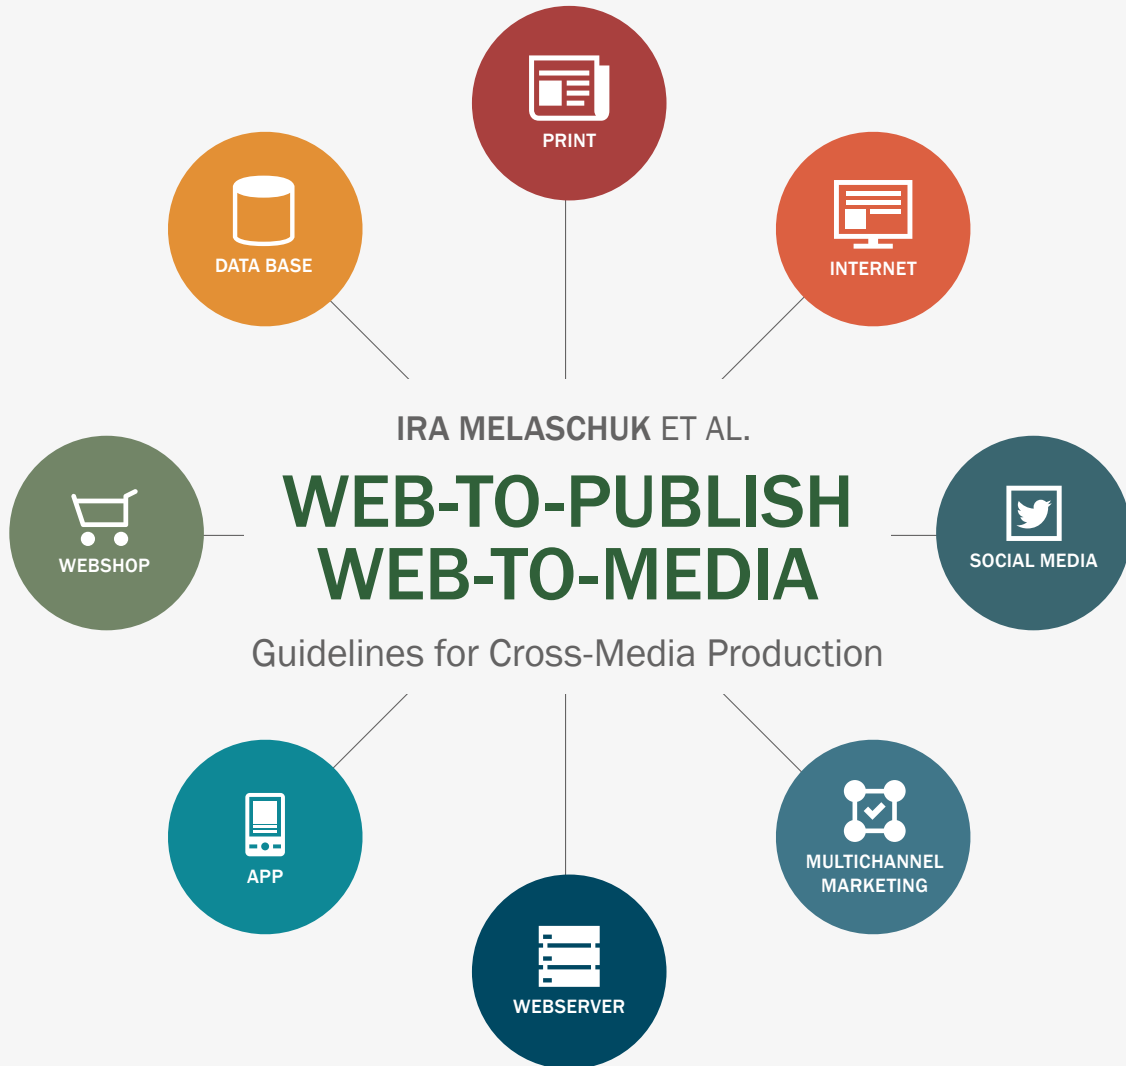 PRINT
DATA BASE
INTERNET
IRA MELASCHUK ET AL.
WEB-TO-PUBLISH
WEB-TO-MEDIA
Guidelines for Cross-Media Production
WEBSHOP
SOCIAL MEDIA
APP
MULTICHANNEL
MARKETING
WEBSERVER